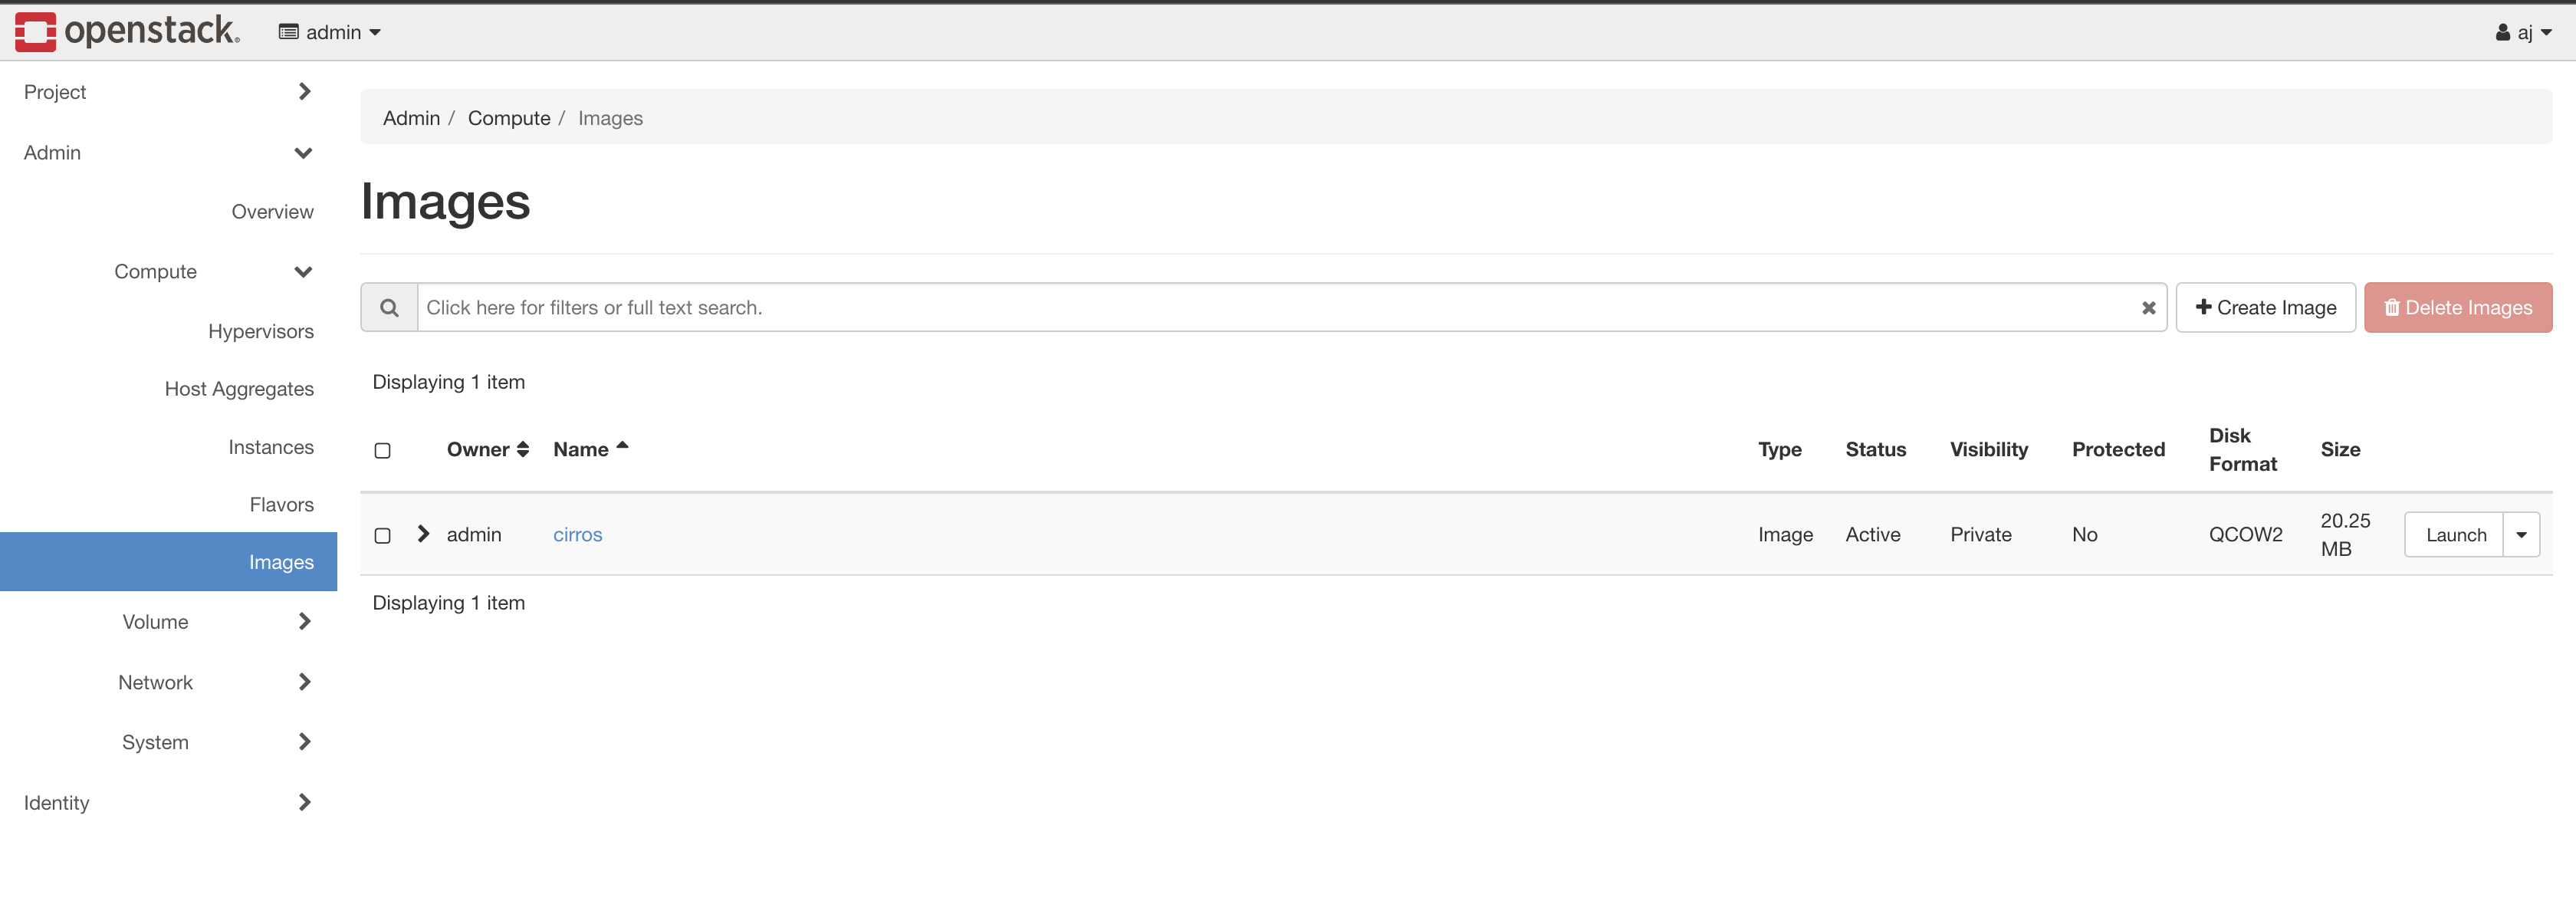 openstack. admin aj
Project
Admin
Overview
Compute
Hypervisors
Host Aggregates
Instances
Flavors
Images
Volume
Network
System
Identity
Admin / Compute / Images
Images
Click here for filters or full text search. Create Image Delete Images
Displaying 1 item
Owner Name Type Status Visibility Protected Disk Format Size
admin cirros Image Active Private No QCOW2 20.25 MB Launch
Displaying 1 item